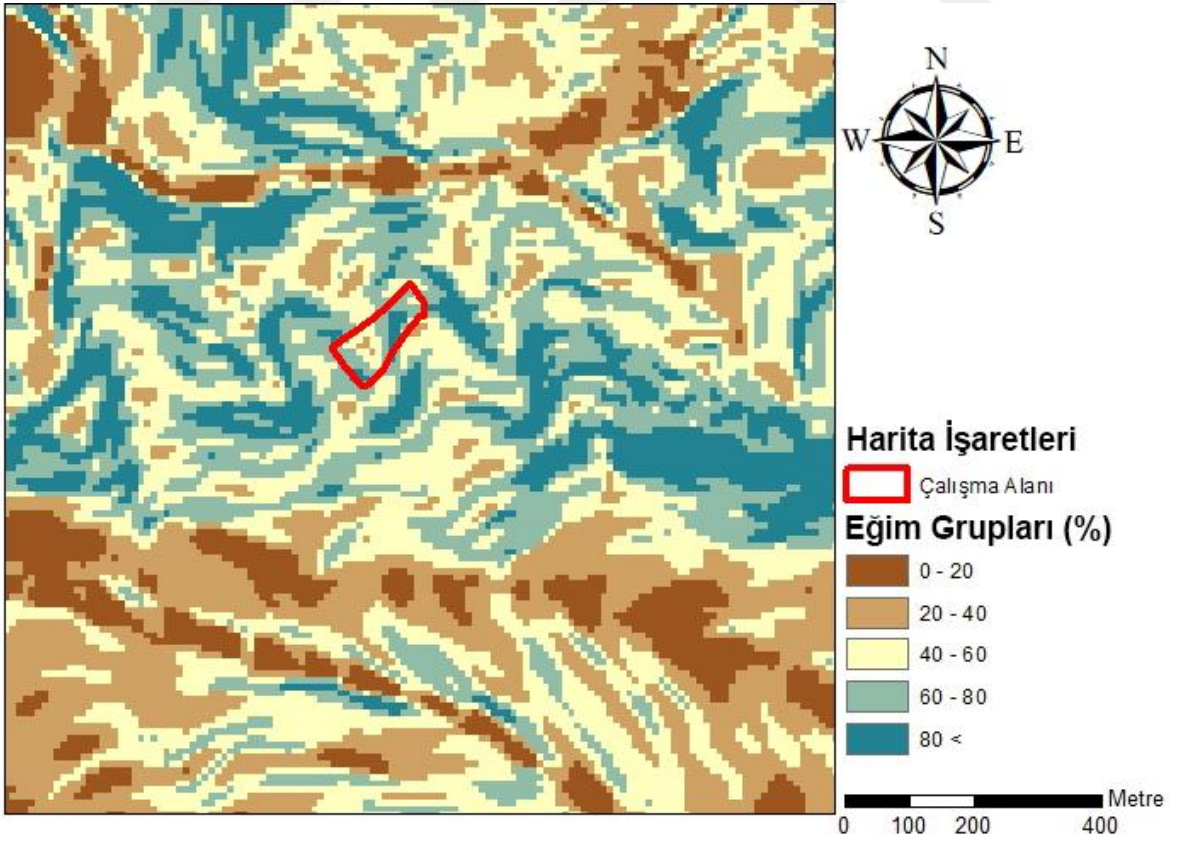 N
W E
S
Harita İşaretleri
Çalışma Alanı
Eğim Grupları (%)
0 - 20
20 - 40
40 - 60
60 - 80
80 <
Metre
0 100 200 400